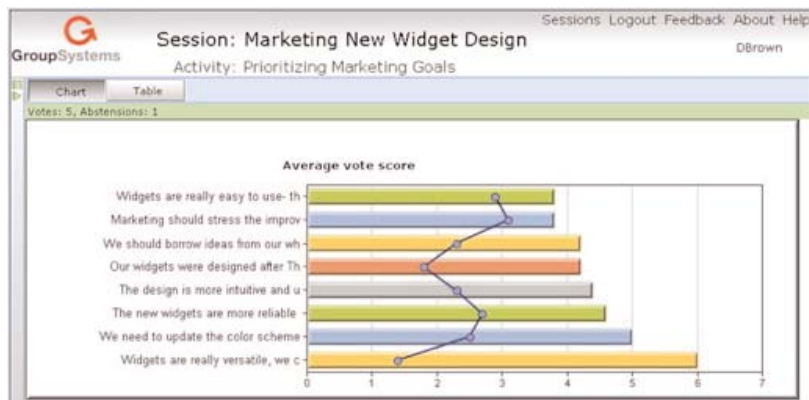 Sessions Logout Feedback About Help
GroupSystems
Session: Marketing New Widget Design
DBrown
Activity: Prioritizing Marketing Goals
Chart Table
Votes: 5, Abstensions: 1
Average vote score
Widgets are really easy to use- th
Marketing should stress the improv
We should borrow ideas from our wh
Our widgets were designed after Th
The design is more intuitive and u
The new widgets are more reliable
We need to update the color scheme
Widgets are really versatile, we c
0 1 2 3 4 5 6 7